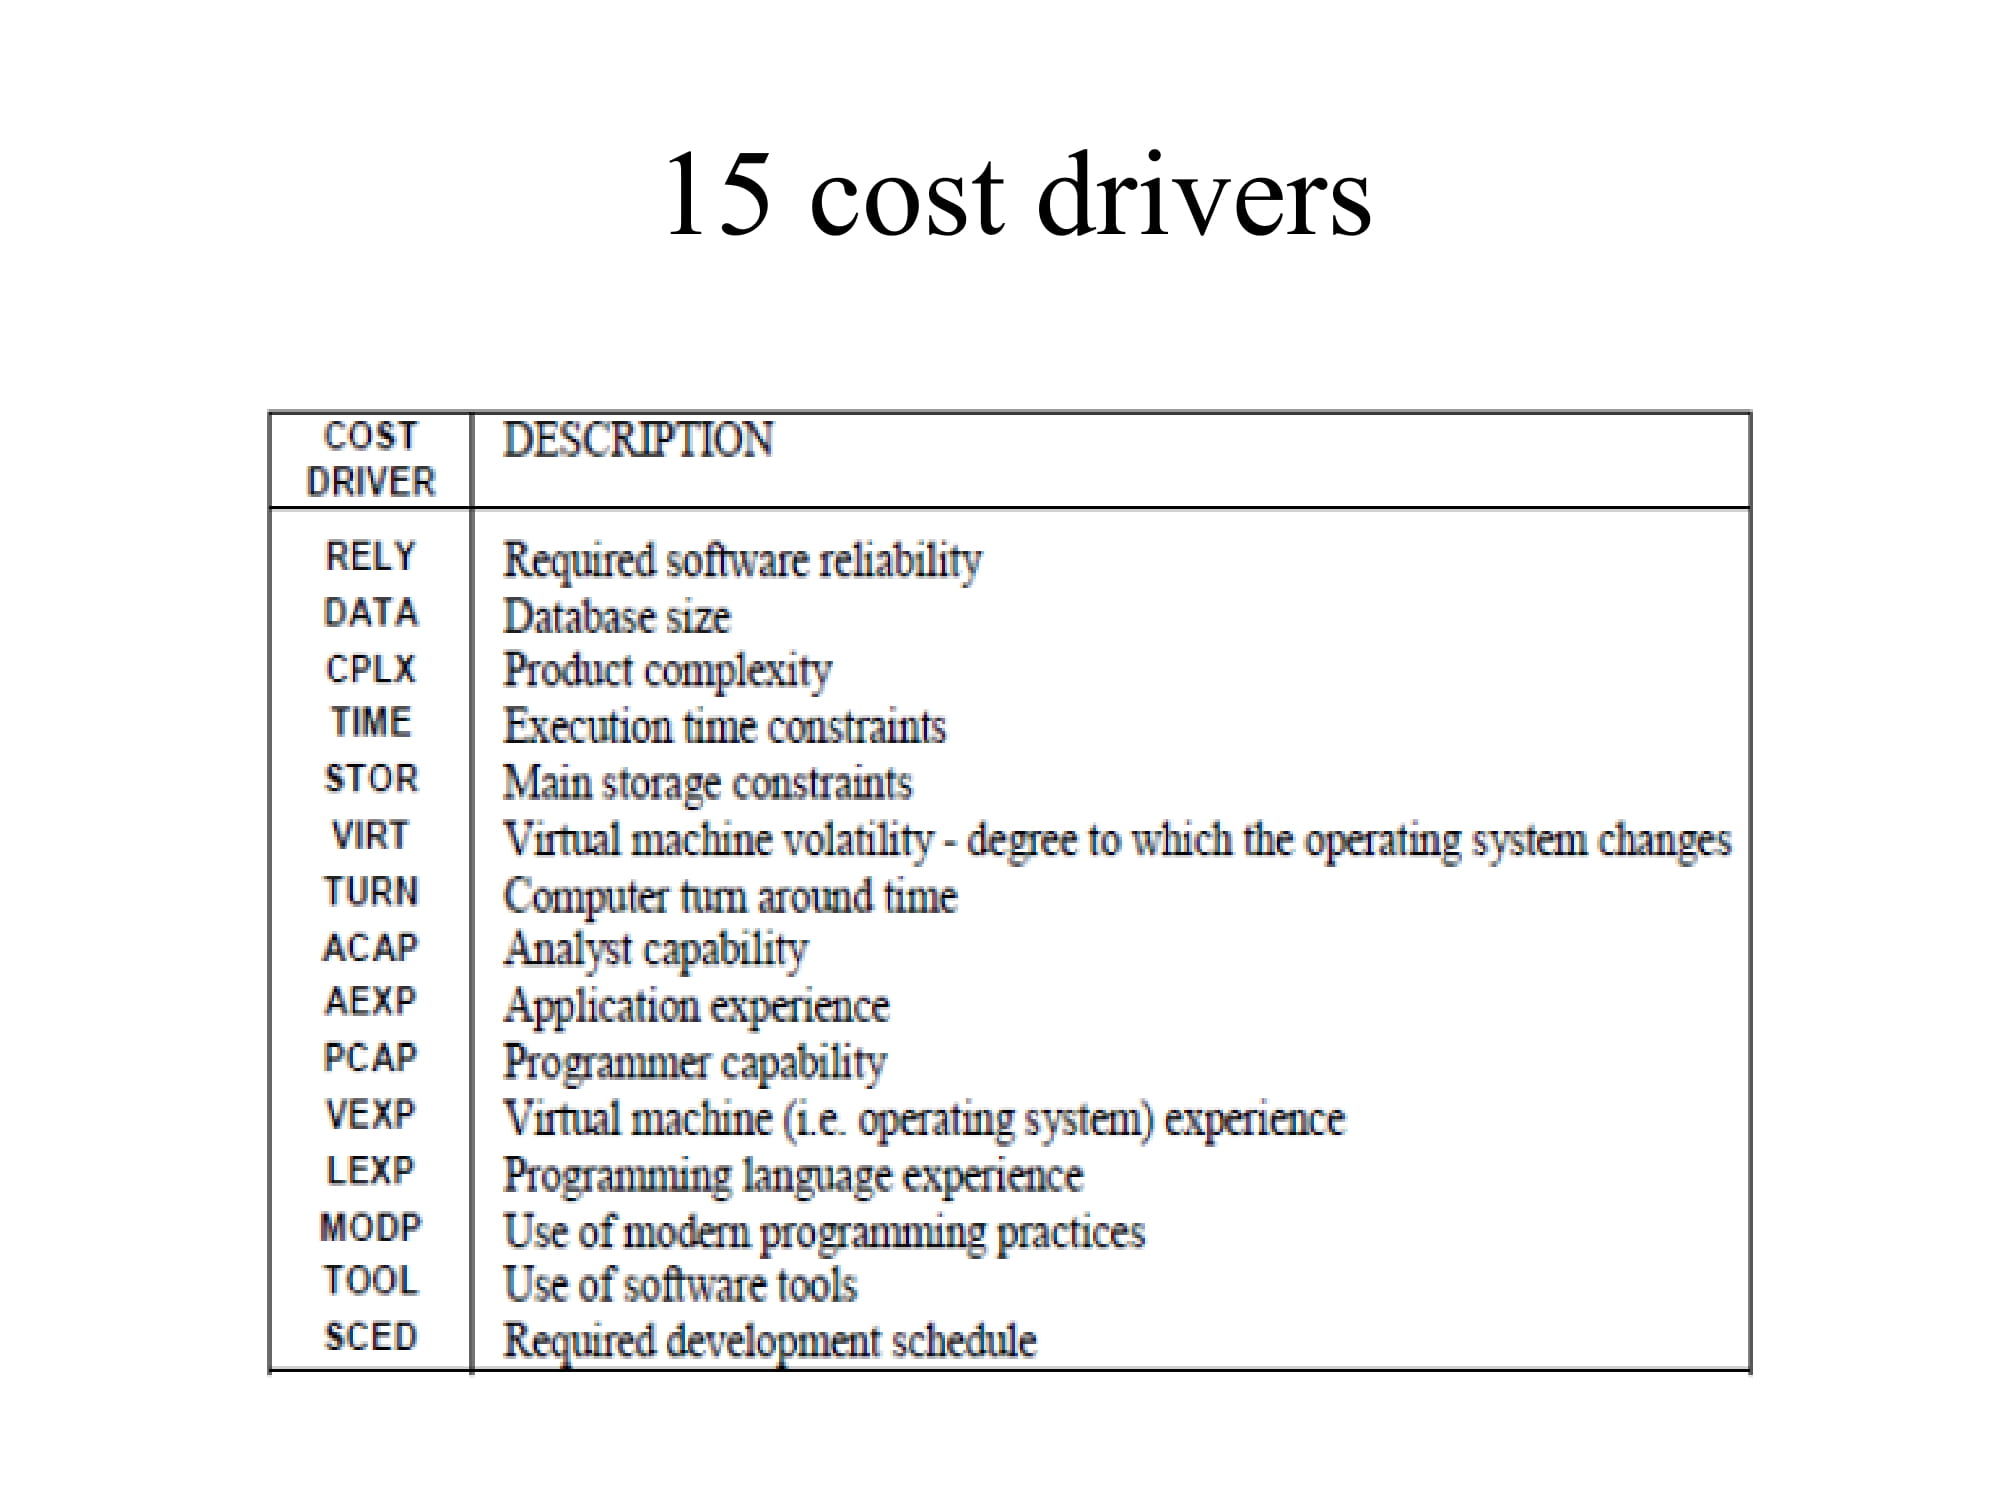 15 cost drivers
COST DESCRIPTION
DRIVER
RELY Required software reliability
DATA Database size
CPLX Product complexity
TIME Execution time constraints
STOR Main storage constraints
VIRT Virtual machine volatility - degree to which the operating system changes
TURN Computer turn around time
ACAP Analyst capability
AEXP Application experience
PCAP Programmer capability
VEXP Virtual machine (i.e. operating system) experience
LEXP Programming language experience
MODP Use of modern programming practices
TOOL Use of software tools
SCED Required development schedule